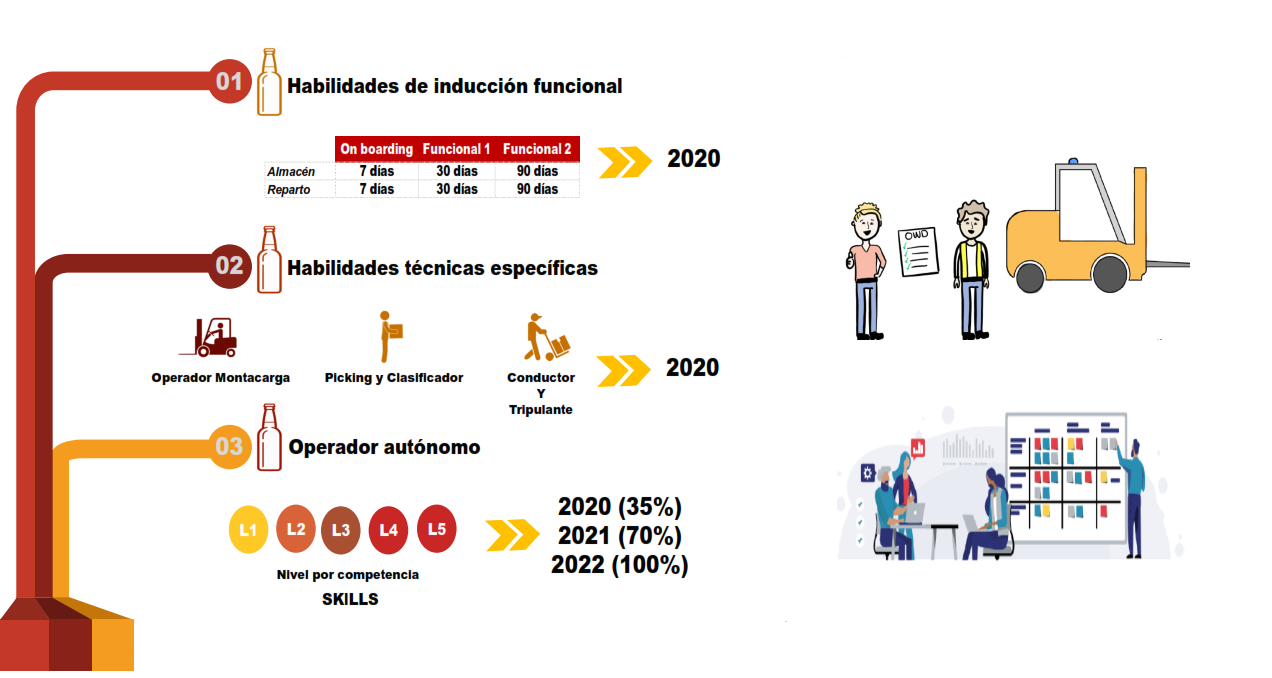 01
Habilidades de inducción funcional
On boarding Funcional 1 Funcional 2
Almacén 7 días 30 días 90 días
Reparto 7 días 30 días 90 días
2020
02
Habilidades técnicas específicas
Operador Montacarga
Picking y Clasificador
Conductor
Y
Tripulante
2020
03
Operador autónomo
L1 L2 L3 L4 L5
Nivel por competencia
SKILLS
2020 (35%)
2021 (70%)
2022 (100%)
OWD